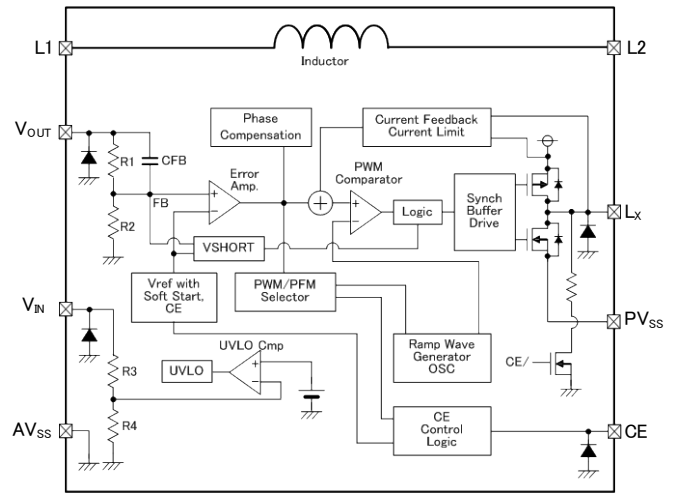 L1
L2
Inductor
VOUT
Phase
Compensation
Current Feedback
Current Limit
R1
CFB
Error
Amp.
PWM
Comparator
+
−
+
+
−
FB
R2
Logic
Synch
Buffer
Drive
LX
VSHORT
Vref with
Soft Start,
CE
PWM/PFM
Selector
VIN
PVSS
UVLO Cmp
Ramp Wave
Generator
OSC
CE/
R3
UVLO
+
−
R4
CE
Control
Logic
AVSS
CE